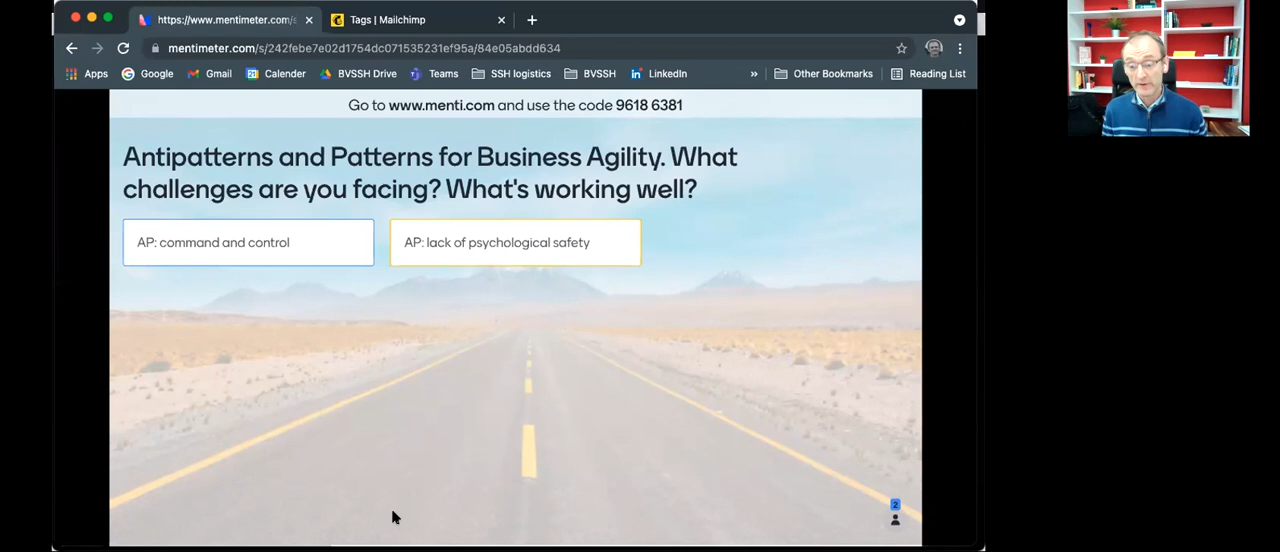 https://www.mentimeter.com/s
Tags | Mailchimp
mentimeter.com/s/242febe7e02d1754dc071535231ef95a/84e05abdd634
Apps Google Gmail Calendar BVSSH Drive Teams SSH logistics BVSSH LinkedIn » Other Bookmarks Reading List
Go to www.menti.com and use the code 9618 6381
Antipatterns and Patterns for Business Agility. What
challenges are you facing? What's working well?
AP: command and control
AP: lack of psychological safety
2